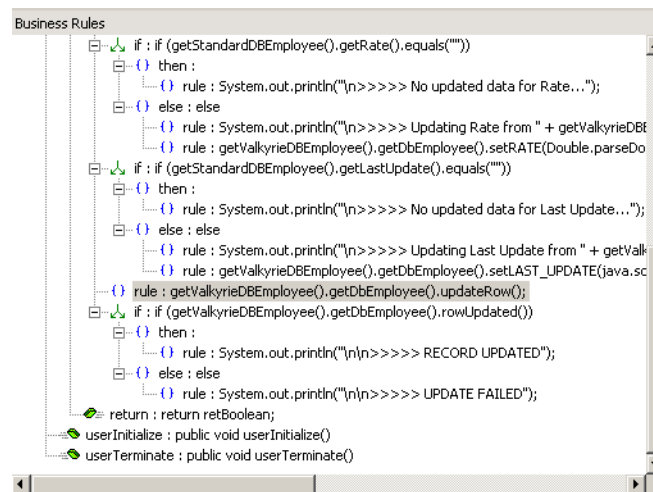 Business Rules
if : if (getStandardDBEmployee().getRate().equals(""))
{} then :
{} rule : System.out.println("\n>>>>> No updated data for Rate...");
{} else : else
{} rule : System.out.println("\n>>>>> Updating Rate from " + getValkyrieDBE
{} rule : getValkyrieDBEmployee().getDbEmployee().setRATE(Double.parseDo
if : if (getStandardDBEmployee().getLastUpdate().equals(""))
{} then :
{} rule : System.out.println("\n>>>>> No updated data for Last Update...");
{} else : else
{} rule : System.out.println("\n>>>>> Updating Last Update from " + getValk
{} rule : getValkyrieDBEmployee().getDbEmployee().setLAST_UPDATE(java.sc
{} rule : getValkyrieDBEmployee().getDbEmployee().updateRow();
if : if (getValkyrieDBEmployee().getDbEmployee().rowUpdated())
{} then :
{} rule : System.out.println("\n\n>>>>> RECORD UPDATED");
{} else : else
{} rule : System.out.println("\n\n>>>>> UPDATE FAILED");
return : return retBoolean;
userInitialize : public void userInitialize()
userTerminate : public void userTerminate()